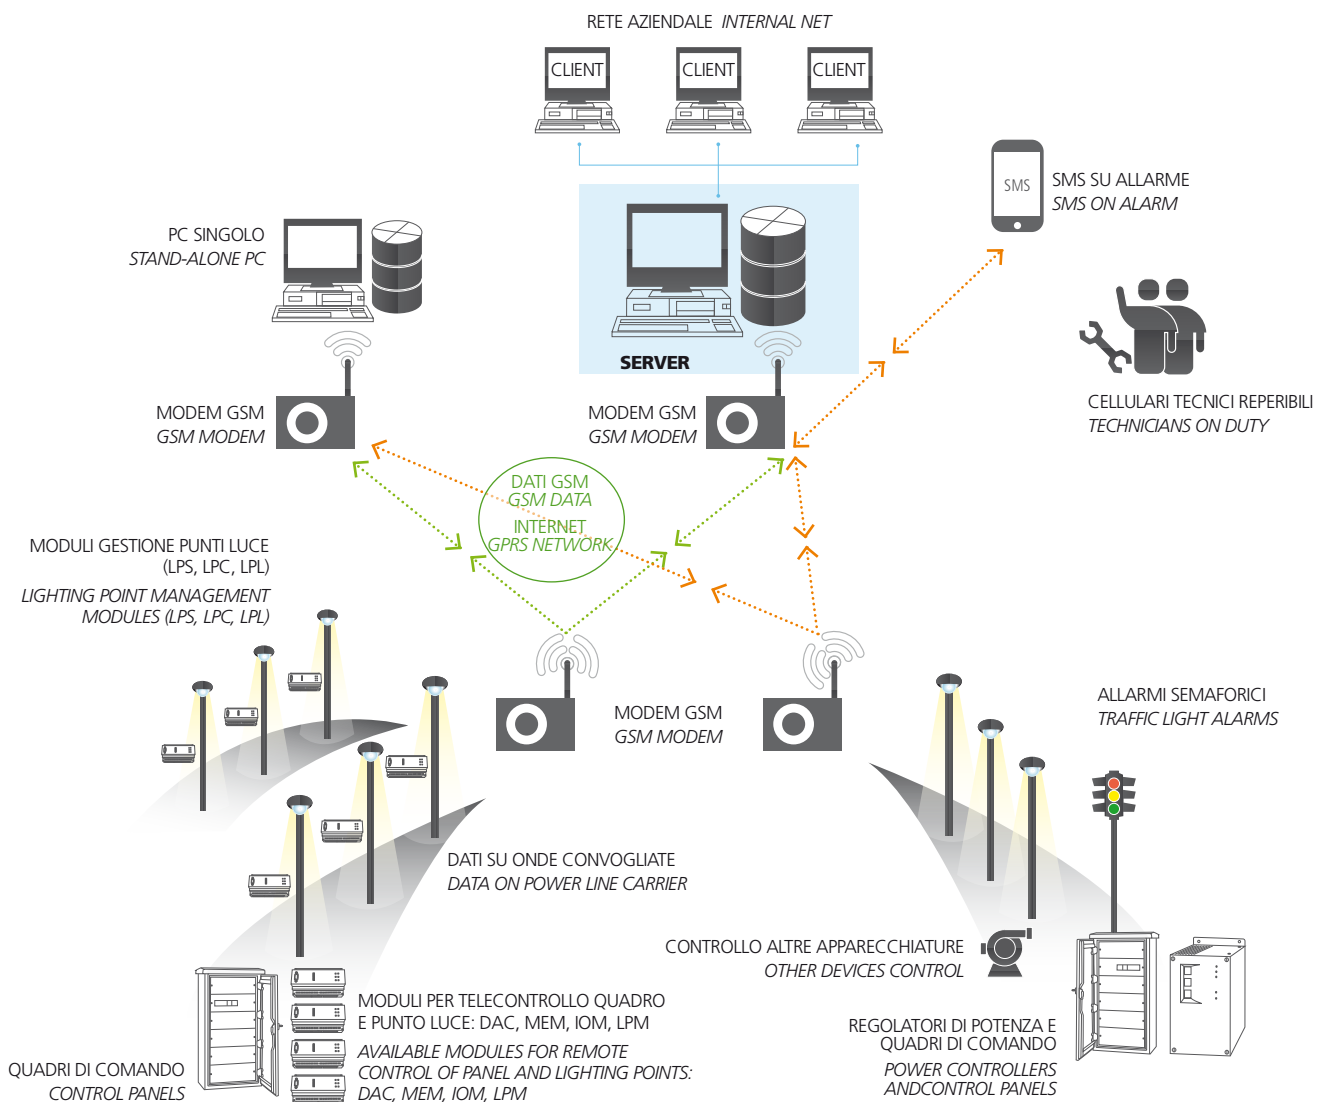 RETE AZIENDALE INTERNAL NET
CLIENT
CLIENT
CLIENT
SMS
SMS SU ALLARME
SMS ON ALARM
PC SINGOLO
STAND-ALONE PC
SERVER
MODEM GSM
GSM MODEM
MODEM GSM
GSM MODEM
CELLULARI TECNICI REPERIBILI
TECHNICIANS ON DUTY
DATI GSM
GSM DATA
INTERNET
GPRS NETWORK
MODULI GESTIONE PUNTI LUCE
(LPS, LPC, LPL)
LIGHTING POINT MANAGEMENT
MODULES (LPS, LPC, LPL)
MODEM GSM
GSM MODEM
ALLARMI SEMAFORICI
TRAFFIC LIGHT ALARMS
DATI SU ONDE CONVOGLIATE
DATA ON POWER LINE CARRIER
CONTROLLO ALTRE APPARECCHIATURE
OTHER DEVICES CONTROL
MODULI PER TELECONTROLLO QUADRO
E PUNTO LUCE: DAC, MEM, IOM, LPM
AVAILABLE MODULES FOR REMOTE
CONTROL OF PANEL AND LIGHTING POINTS:
DAC, MEM, IOM, LPM
QUADRI DI COMANDO
CONTROL PANELS
REGOLATORI DI POTENZA E
QUADRI DI COMANDO
POWER CONTROLLERS
ANDCONTROL PANELS